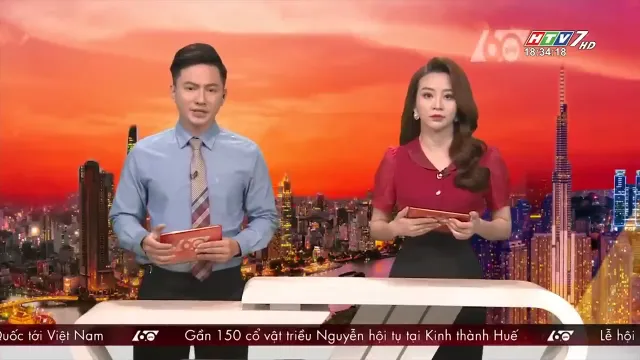 HTV7 HD
18:34:18
Quốc tới Việt Nam 60 Gần 150 cổ vật triều Nguyễn hội tụ tại Kinh thành Huế 60 Lễ hội